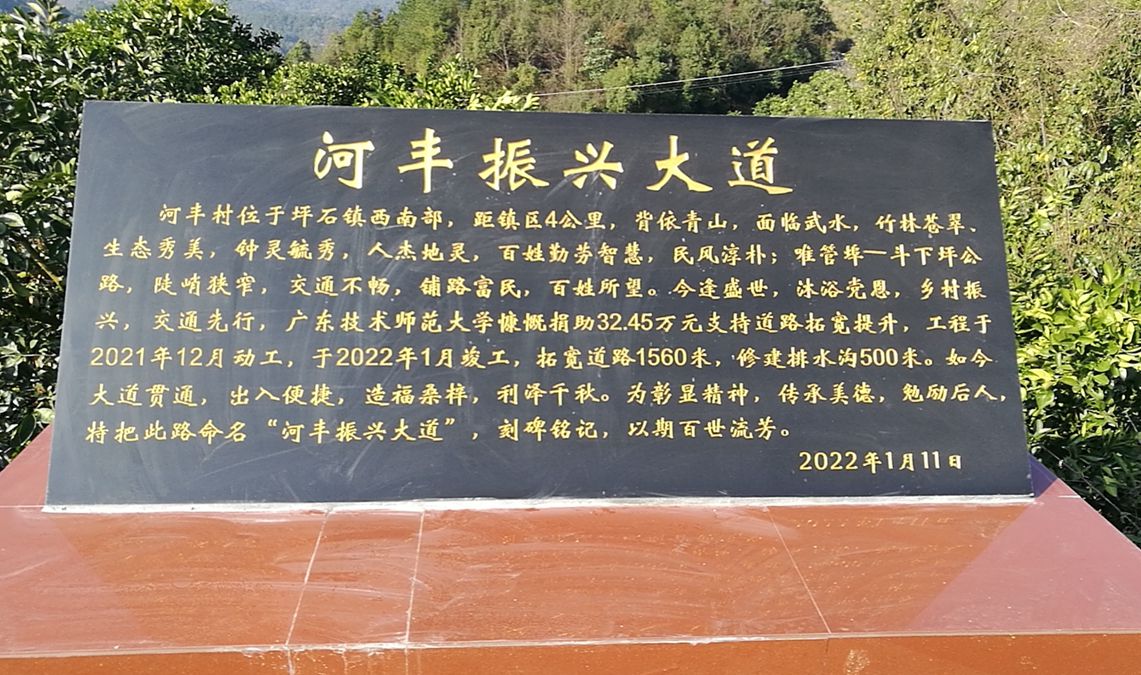 河丰振兴大道
河丰村位于坪石镇西南部，距镇区4公里，背依青山，面临武水，竹林苍翠、
生态秀美，钟灵毓秀，人杰地灵，百姓勤劳智慧，民风淳朴；唯管埠—斗下坪公
路，陡峭狭窄，交通不畅，铺路富民，百姓所望。今逢盛世，沐浴党恩，乡村振
兴，交通先行，广东技术师范大学慷慨捐助32.45万元支持道路拓宽提升，工程于
2021年12月动工，于2022年1月竣工，拓宽道路1560米，修建排水沟500米。如今
大道贯通，出入便捷，造福桑梓，利泽千秋。为彰显精神，传承美德，勉励后人，
特把此路命名“河丰振兴大道”，刻碑铭记，以期百世流芳。
2022年1月11日